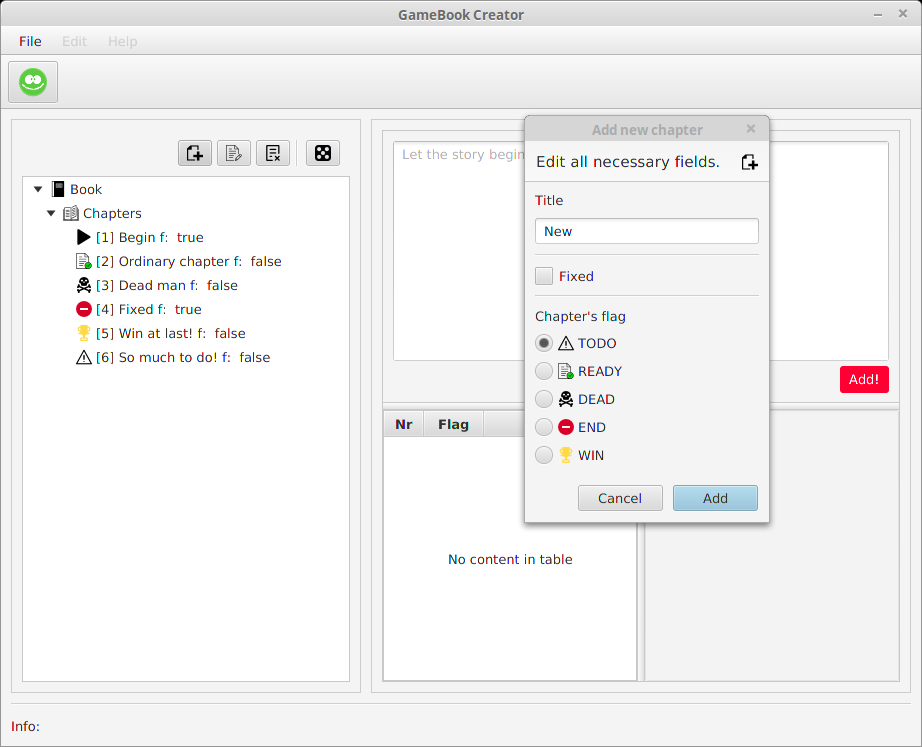 GameBook Creator
File Edit Help
Book
Chapters
[1] Begin f: true
[2] Ordinary chapter f: false
[3] Dead man f: false
[4] Fixed f: true
[5] Win at last! f: false
[6] So much to do! f: false
Let the story begin
Add!
Nr Flag
No content in table
Add new chapter
Edit all necessary fields.
Title
New
Fixed
Chapter's flag
TODO
READY
DEAD
END
WIN
Cancel Add
Info: